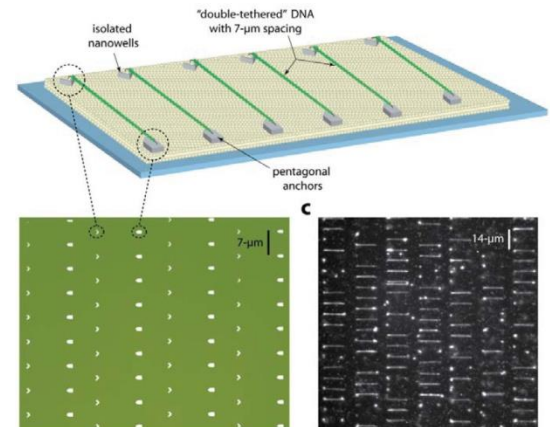 isolated
nanowells
"double-tethered" DNA
with 7-µm spacing
pentagonal
anchors
7-µm
C
14-µm